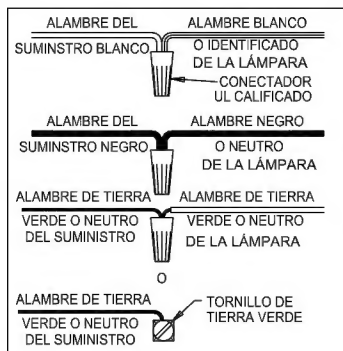 ALAMBRE DEL ALAMBRE BLANCO
SUMINSTRO BLANCO O IDENTIFICADO
DE LA LÁMPARA
CONECTADOR
UL CALIFICADO
ALAMBRE DEL ALAMBRE NEGRO
SUMINSTRO NEGRO O NEUTRO
DE LA LÁMPARA
ALAMBRE DE TIERRA ALAMBRE DE TIERRA
VERDE O NEUTRO VERDE O NEUTRO
DEL SUMINISTRO DE LA LÁMPARA
O
ALAMBRE DE TIERRA TORNILLO DE
VERDE O NEUTRO TIERRA VERDE
DEL SUMINISTRO